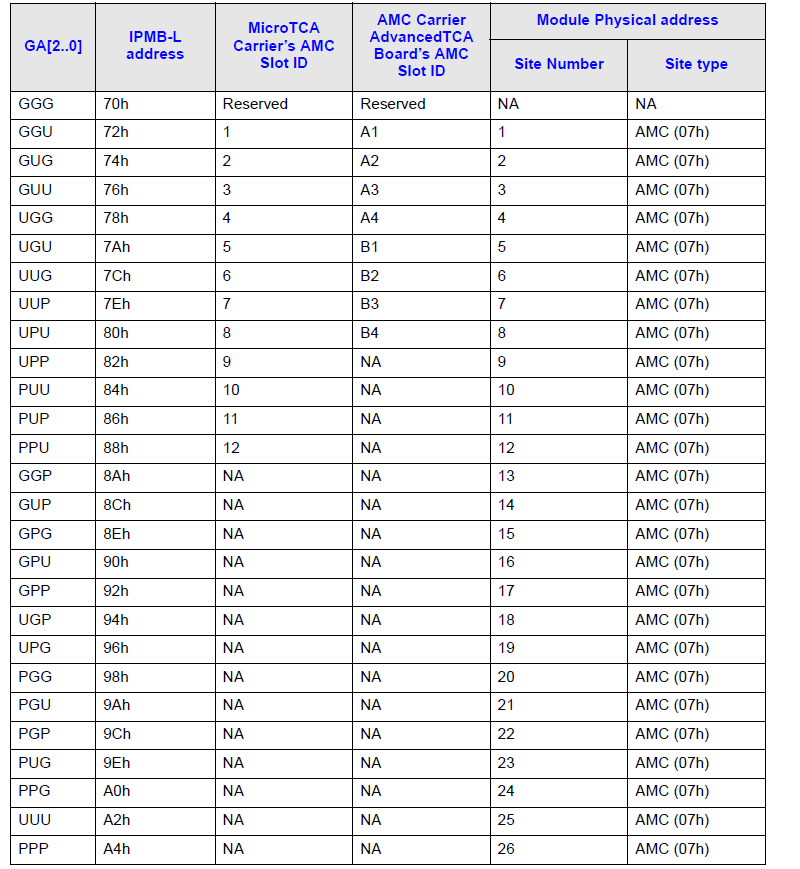 GA[2..0] IPMB-L address MicroTCA Carrier's AMC Slot ID AMC Carrier AdvancedTCA Board's AMC Slot ID Module Physical address
Site Number Site type
GGG 70h Reserved Reserved NA NA
GGU 72h 1 A1 1 AMC (07h)
GUG 74h 2 A2 2 AMC (07h)
GUU 76h 3 A3 3 AMC (07h)
UGG 78h 4 A4 4 AMC (07h)
UGU 7Ah 5 B1 5 AMC (07h)
UUG 7Ch 6 B2 6 AMC (07h)
UUP 7Eh 7 B3 7 AMC (07h)
UPU 80h 8 B4 8 AMC (07h)
UPP 82h 9 NA 9 AMC (07h)
PUU 84h 10 NA 10 AMC (07h)
PUP 86h 11 NA 11 AMC (07h)
PPU 88h 12 NA 12 AMC (07h)
GGP 8Ah NA NA 13 AMC (07h)
GUP 8Ch NA NA 14 AMC (07h)
GPG 8Eh NA NA 15 AMC (07h)
GPU 90h NA NA 16 AMC (07h)
GPP 92h NA NA 17 AMC (07h)
UGP 94h NA NA 18 AMC (07h)
UPG 96h NA NA 19 AMC (07h)
PGG 98h NA NA 20 AMC (07h)
PGU 9Ah NA NA 21 AMC (07h)
PGP 9Ch NA NA 22 AMC (07h)
PUG 9Eh NA NA 23 AMC (07h)
PPG A0h NA NA 24 AMC (07h)
UUU A2h NA NA 25 AMC (07h)
PPP A4h NA NA 26 AMC (07h)